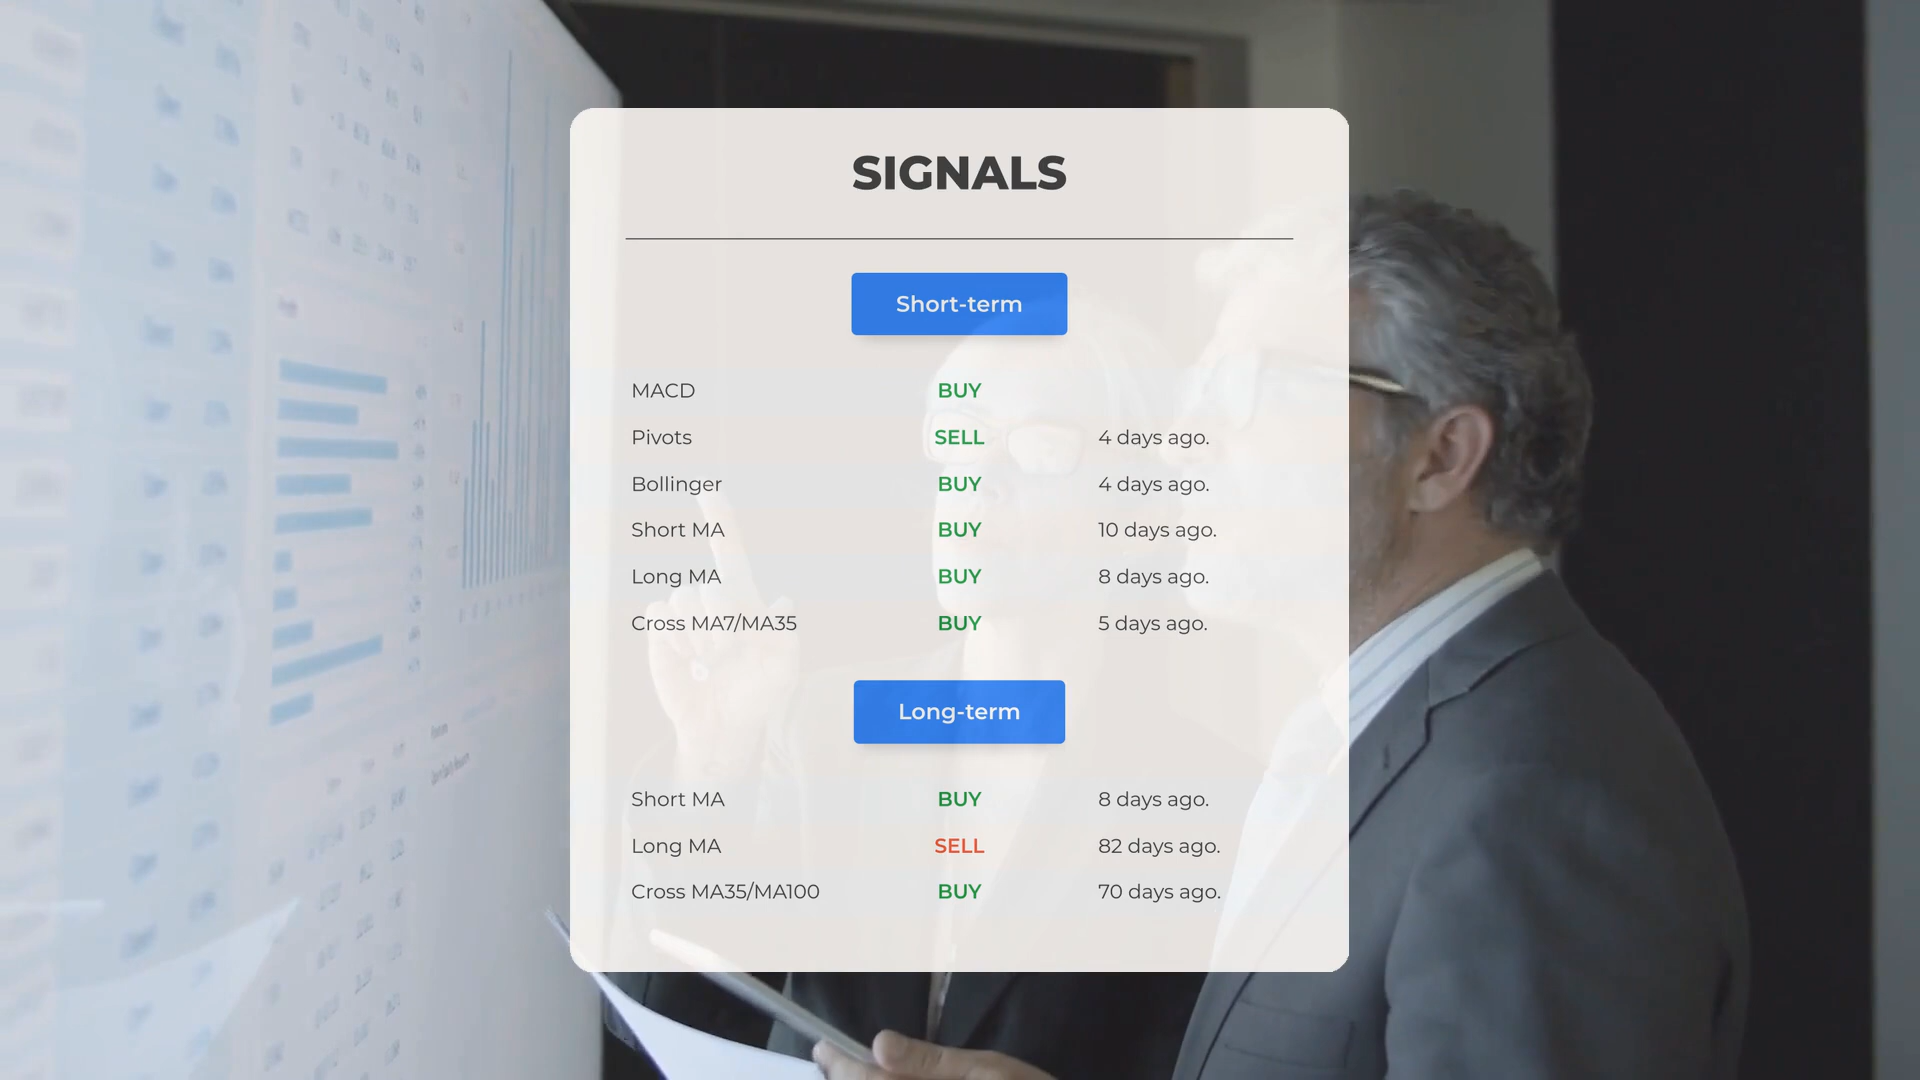 SIGNALS
Short-term
MACD BUY
Pivots SELL 4 days ago.
Bollinger BUY 4 days ago.
Short MA BUY 10 days ago.
Long MA BUY 8 days ago.
Cross MA7/MA35 BUY 5 days ago.
Long-term
Short MA BUY 8 days ago.
Long MA SELL 82 days ago.
Cross MA35/MA100 BUY 70 days ago.